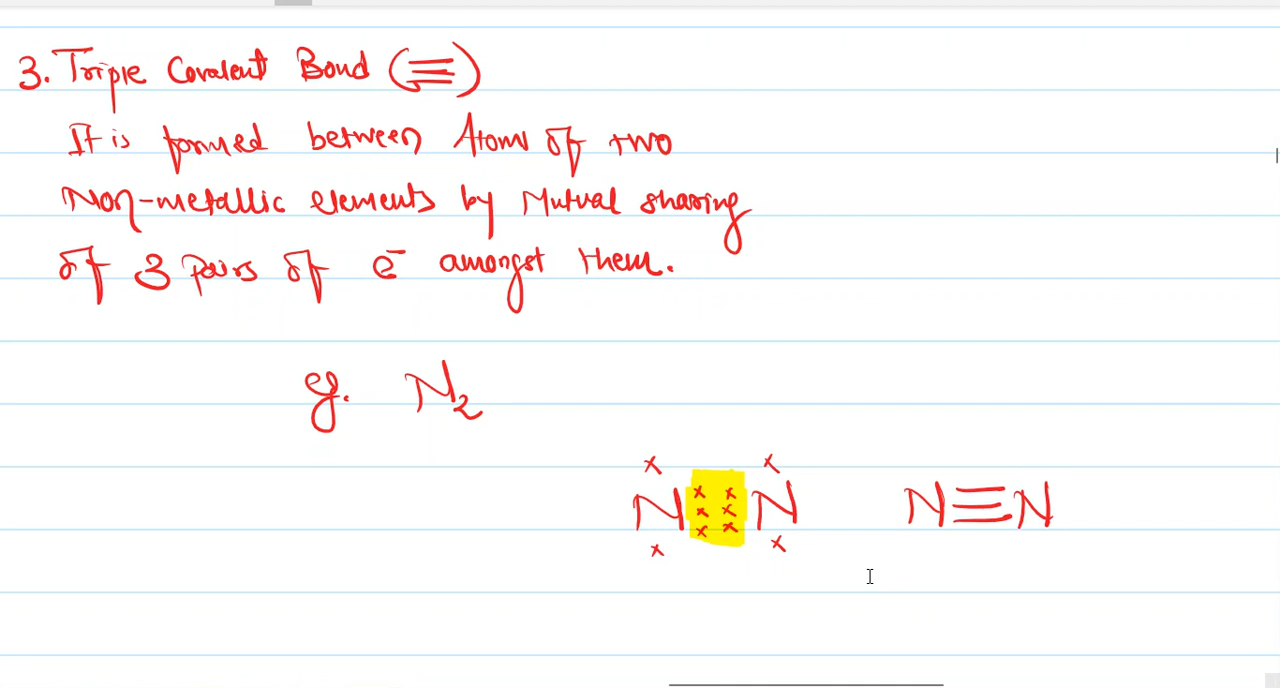 3. Triple Covalent Bond (≡)
It is formed between Atoms of two
Non-metallic elements by Mutual sharing
of 3 pairs of e⁻ amongst them.
eg. N₂
x x
N x x N N≡N
x x
x x
x x